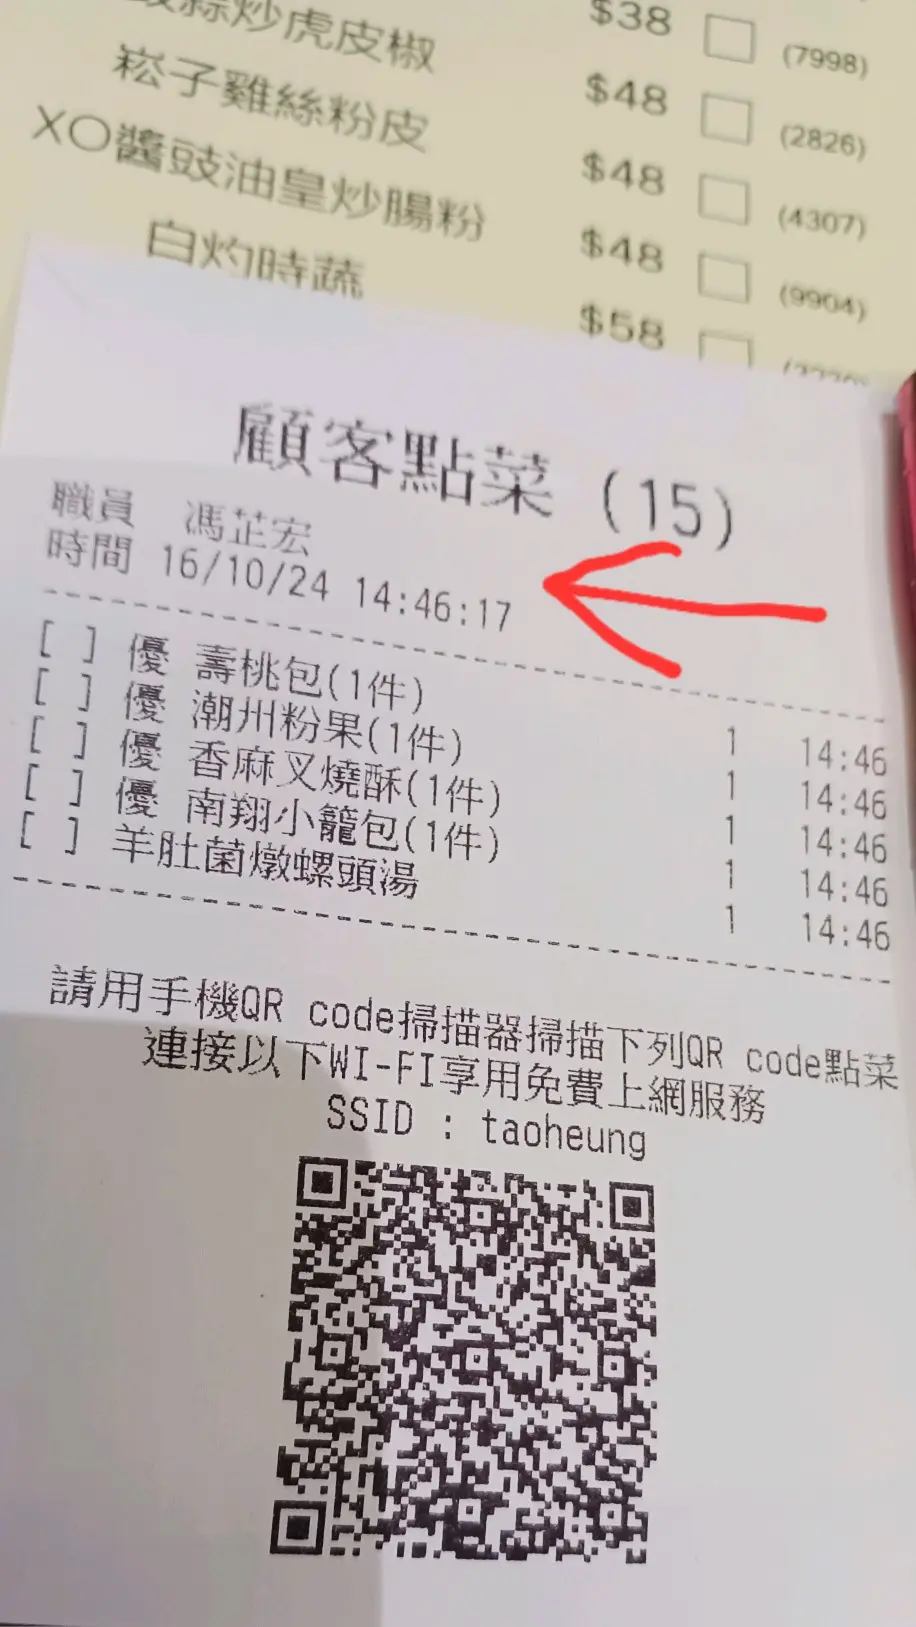 炒虎皮椒 $38 (7998)
崧子雞絲粉皮 $48 (2826)
XO醬豉油皇炒腸粉 $48 (4307)
白灼時蔬 $48 (9904)
$58
顧客點菜 (15)
職員 馮芷宏
時間 16/10/24 14:46:17
[ ] 優 壽桃包(1件) 1 14:46
[ ] 優 潮州粉果(1件) 1 14:46
[ ] 優 香麻叉燒酥(1件) 1 14:46
[ ] 優 南翔小籠包(1件) 1 14:46
[ ] 羊肚菌燉螺頭湯 1 14:46
請用手機QR code掃描器掃描下列QR code點菜
連接以下WI-FI享用免費上網服務
SSID : taoheung